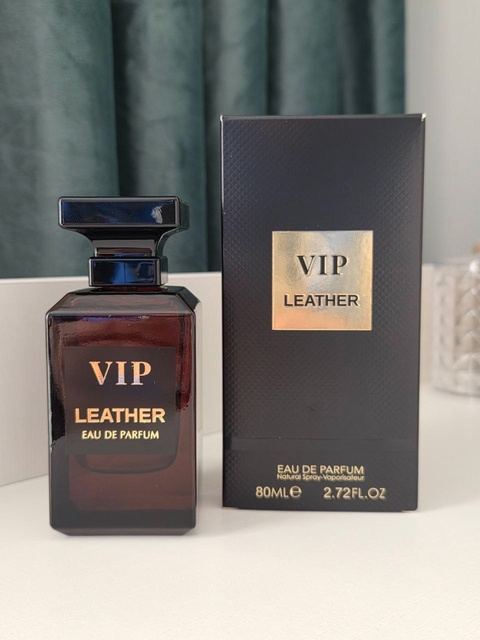 VIP
LEATHER
EAU DE PARFUM
VIP
LEATHER
EAU DE PARFUM
Natural Spray-Vaporisateur
80ML℮ 2.72FL.OZ